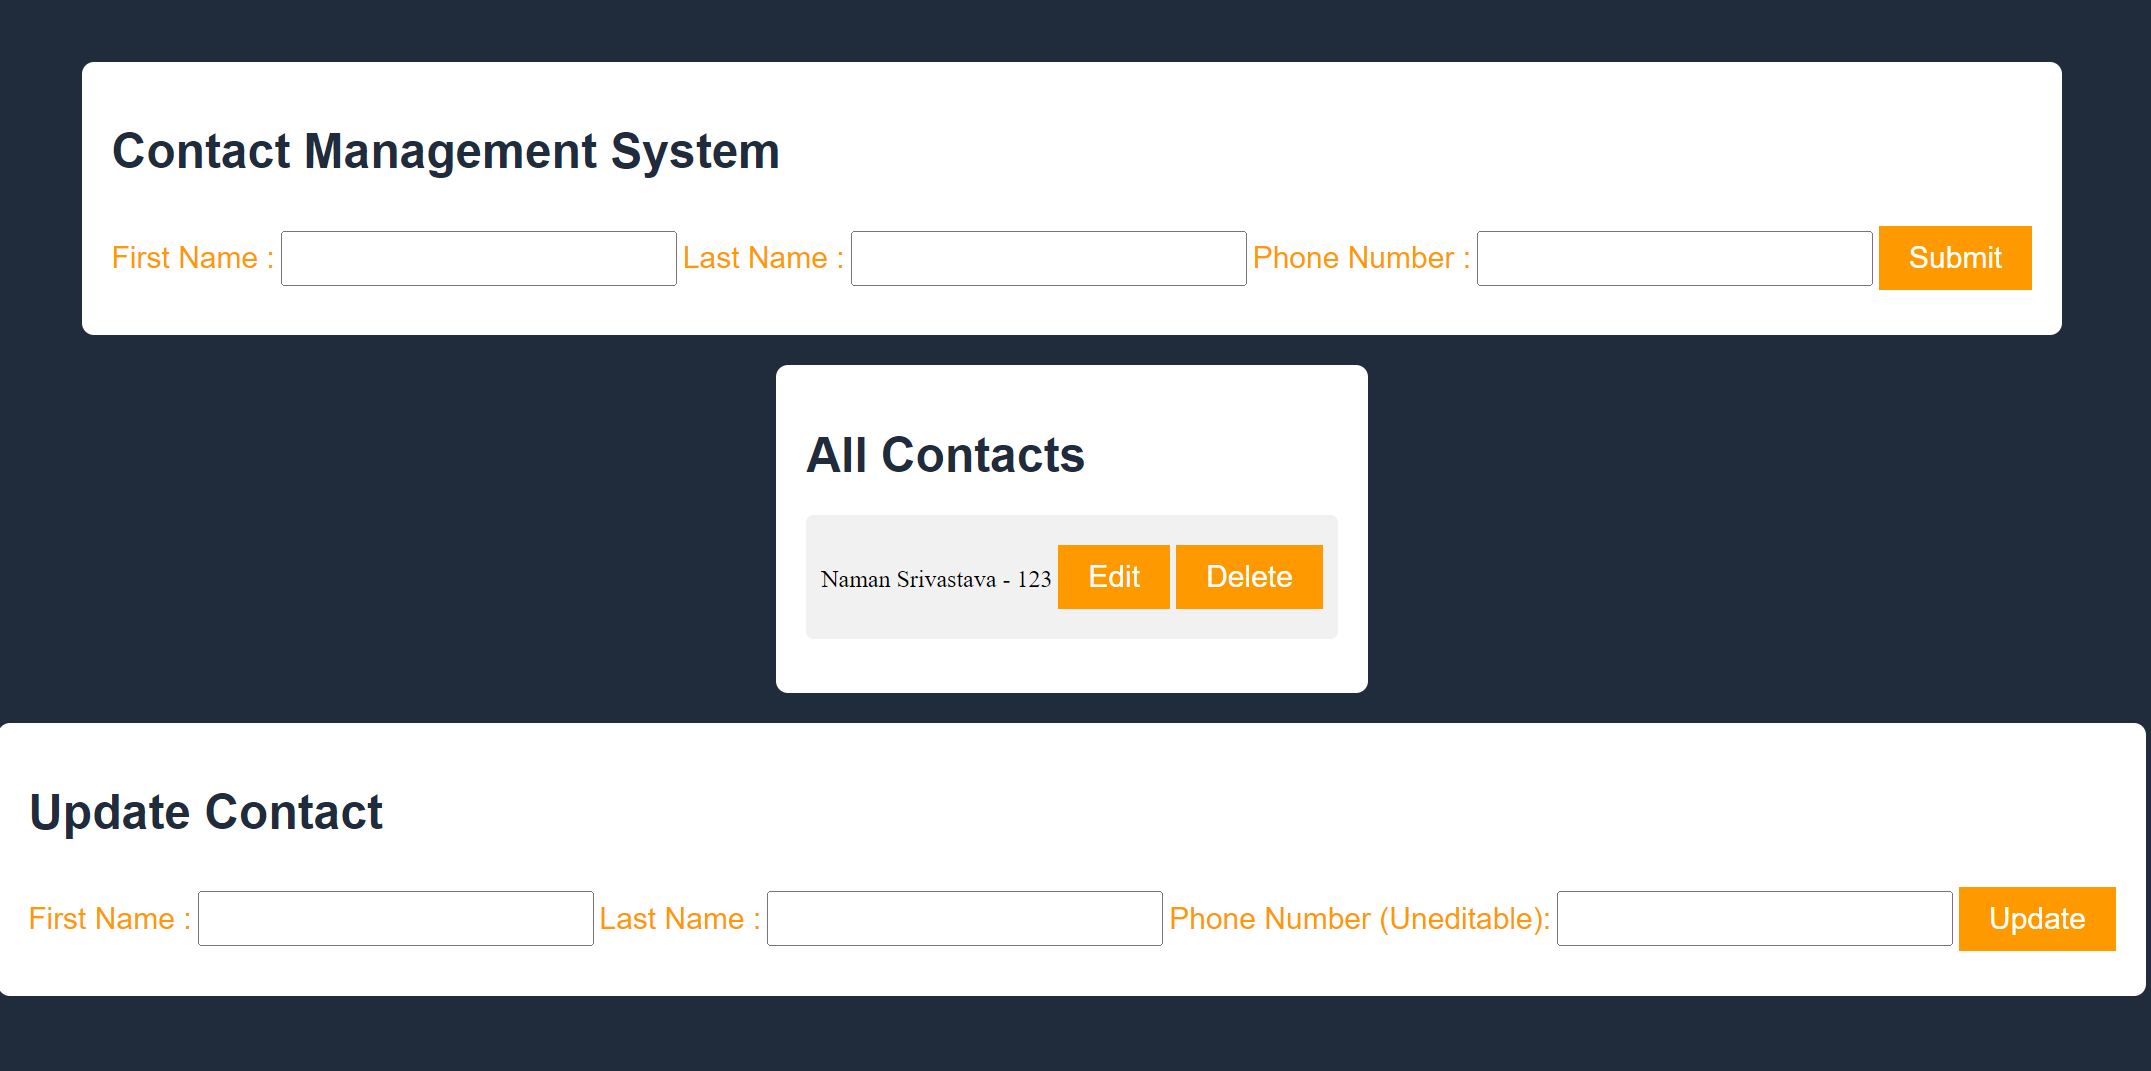 Contact Management System
First Name : Last Name : Phone Number : Submit
All Contacts
Naman Srivastava - 123 Edit Delete
Update Contact
First Name : Last Name : Phone Number (Uneditable): Update